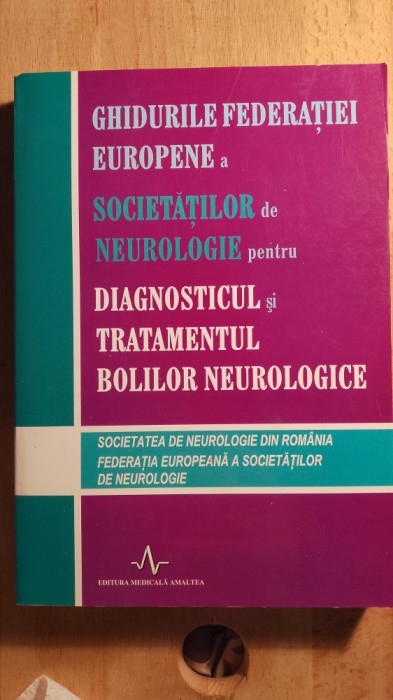 GHIDURILE FEDERAȚIEI
EUROPENE a
SOCIETĂȚILOR de
NEUROLOGIE pentru
DIAGNOSTICUL și
TRATAMENTUL
BOLILOR NEUROLOGICE
SOCIETATEA DE NEUROLOGIE DIN ROMÂNIA
FEDERAȚIA EUROPEANĂ A SOCIETĂȚILOR
DE NEUROLOGIE
EDITURA MEDICALĂ AMALTEA